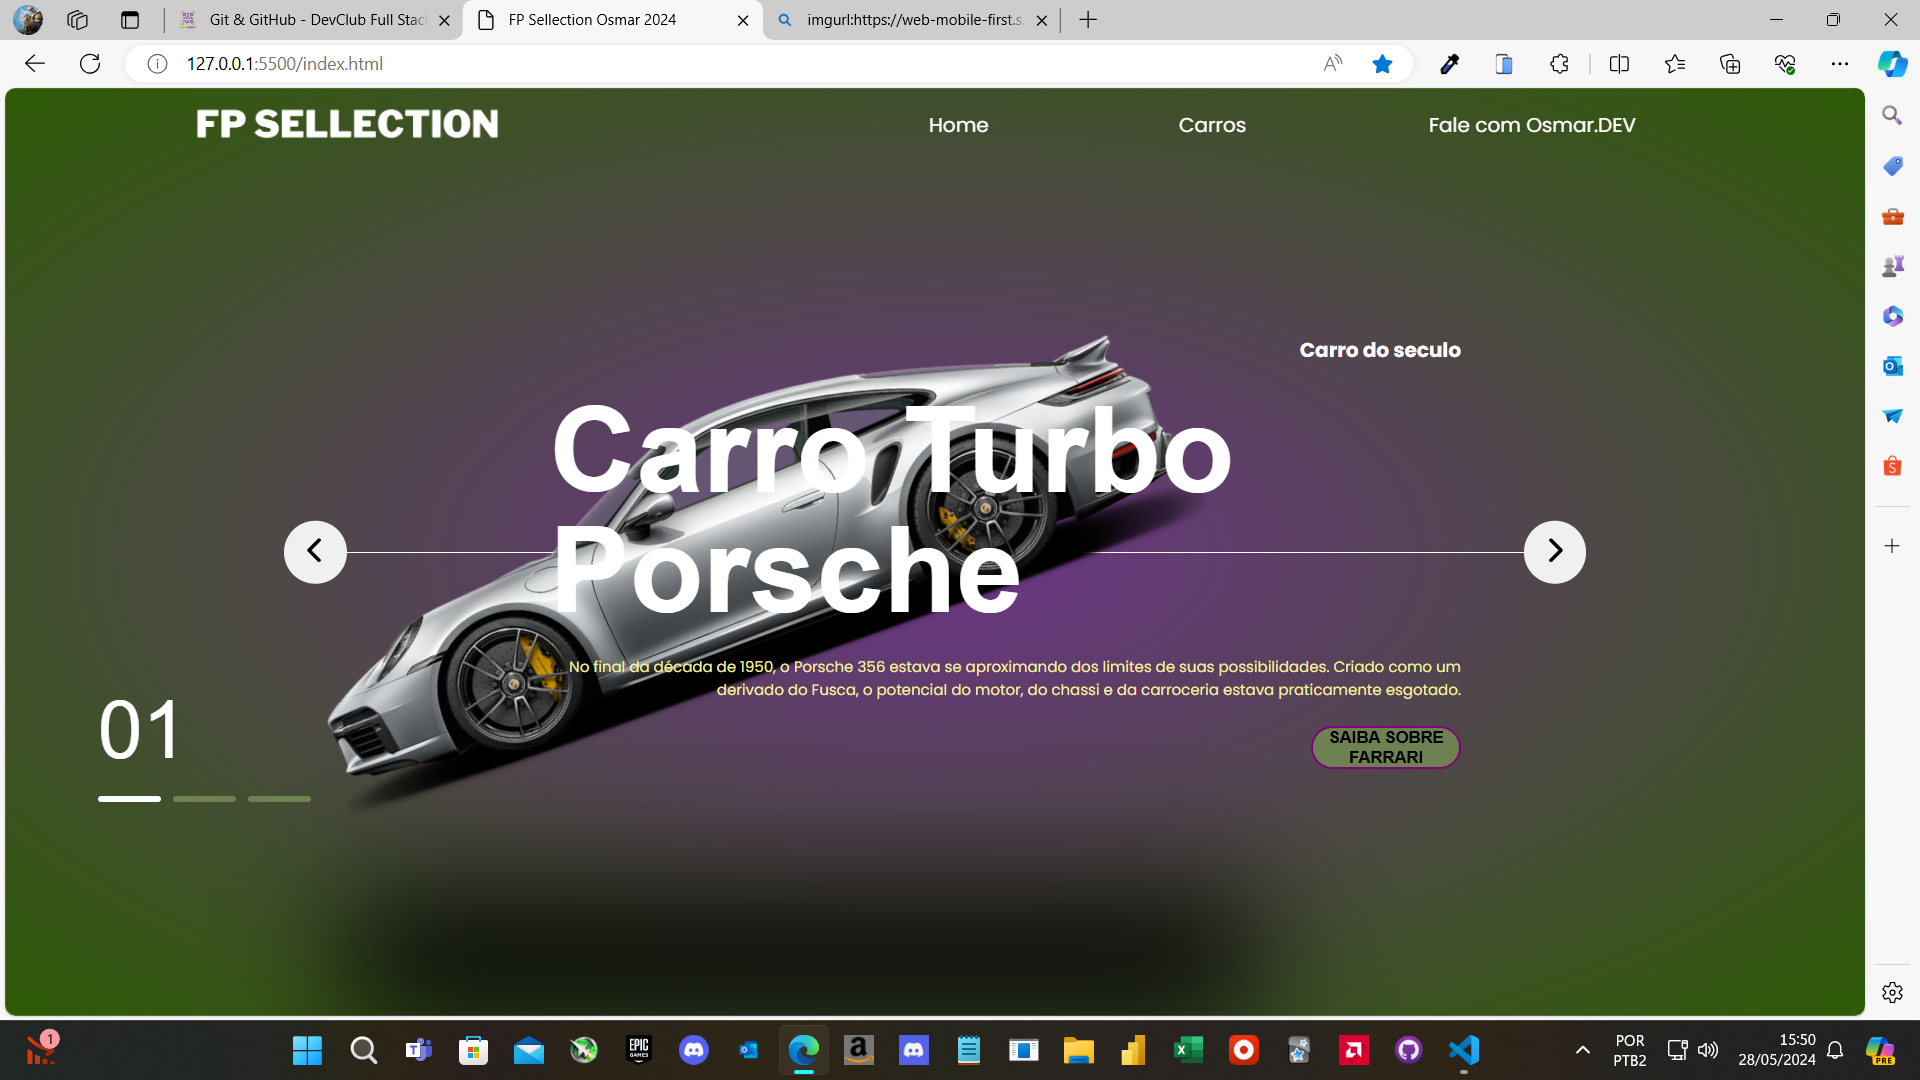 Git & GitHub - DevClub Full Stac
FP Sellection Osmar 2024
imgurl:https://web-mobile-first.s
127.0.0.1:5500/index.html
FP SELLECTION
Home
Carros
Fale com Osmar.DEV
Carro do seculo
Carro Turbo
Porsche
No final da década de 1950, o Porsche 356 estava se aproximando dos limites de suas possibilidades. Criado como um
derivado do Fusca, o potencial do motor, do chassi e da carroceria estava praticamente esgotado.
SAIBA SOBRE
FARRARI
01
1
EPIC
GAMES
POR
PTB2
15:50
28/05/2024
PRE